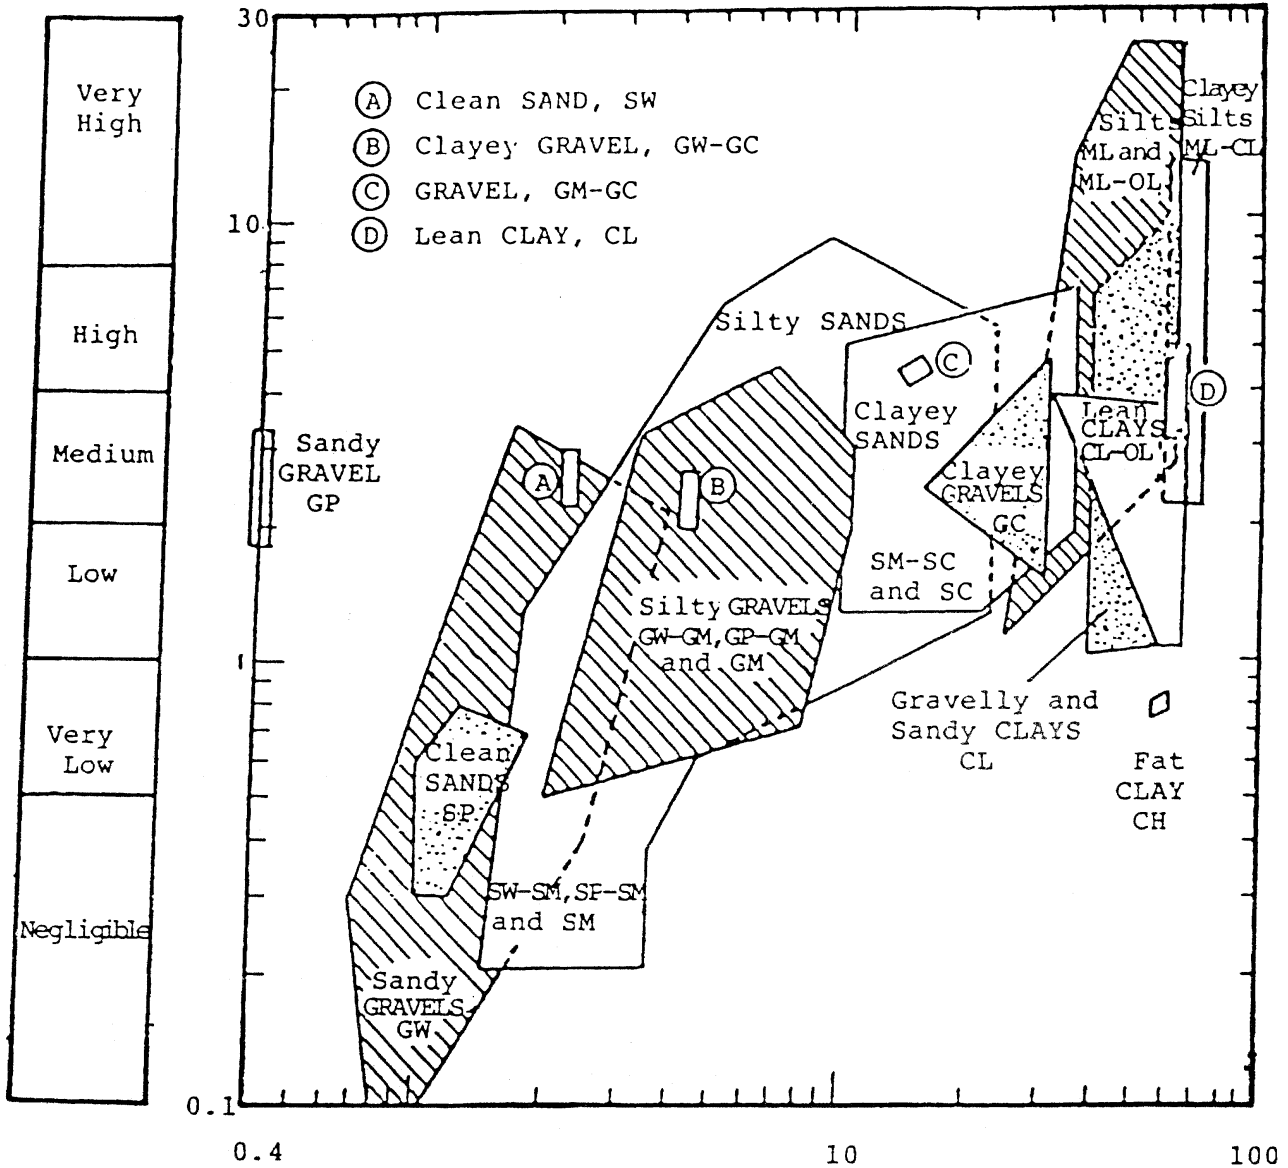 30
10
1
0.1
0.4
10
100
Very
High
High
Medium
Low
Very
Low
Negligible
A Clean SAND, SW
B Clayey GRAVEL, GW-GC
C GRAVEL, GM-GC
D Lean CLAY, CL
Clayey
Silts
ML-CL
Silts
ML and
ML-OL
Silty SANDS
C
D
Clayey
SANDS
Lean
CLAYS
CL-OL
Sandy
GRAVEL
GP
A
B
Clayey
GRAVELS
GC
SM-SC
and SC
Silty GRAVELS
GW-GM, GP-GM
and GM
Gravelly and
Sandy CLAYS
CL
Clean
SANDS
SP
Fat
CLAY
CH
SW-SM, SP-SM
and SM
Sandy
GRAVELS
GW